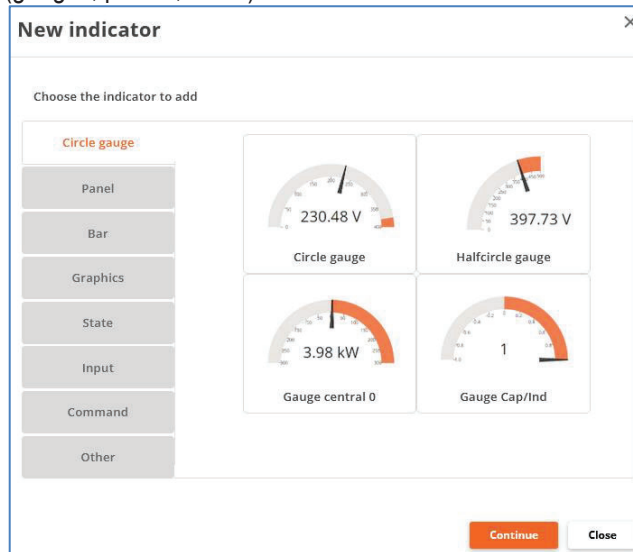 New indicator
×
Choose the indicator to add
Circle gauge
Panel
Bar
Graphics
State
Input
Command
Other
230.48 V
Circle gauge
397.73 V
Halfcircle gauge
3.98 kW
Gauge central 0
1
Gauge Cap/Ind
Continue
Close